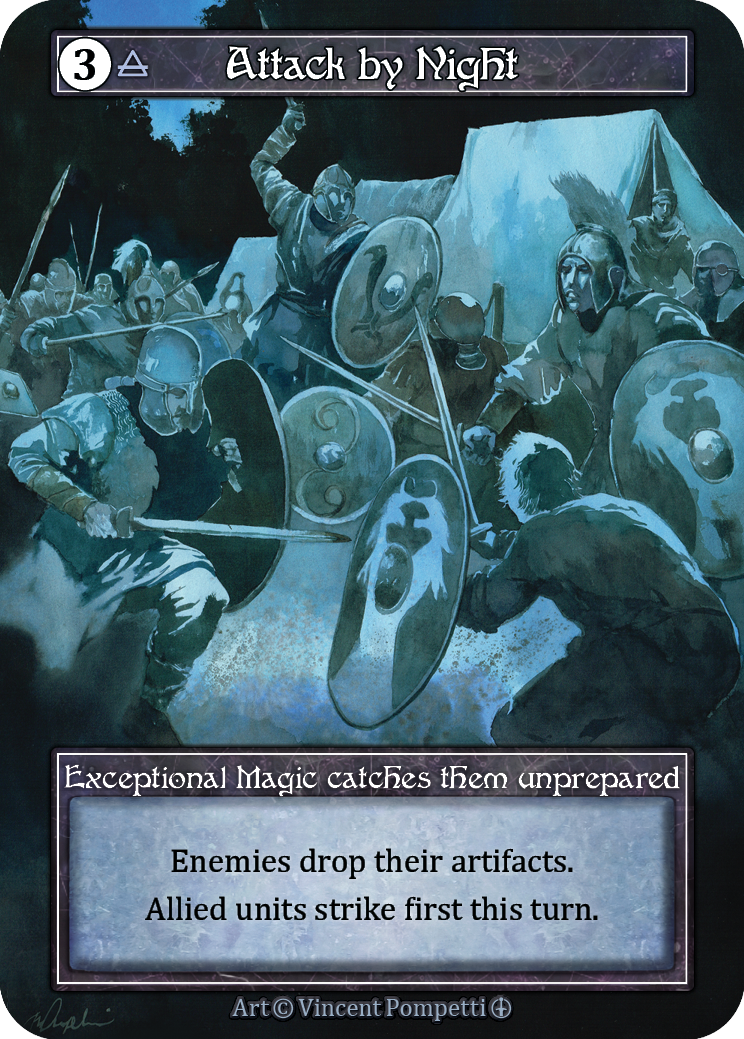 3 Attack by Night
Exceptional Magic catches them unprepared
Enemies drop their artifacts.
Allied units strike first this turn.
Art © Vincent Pompetti